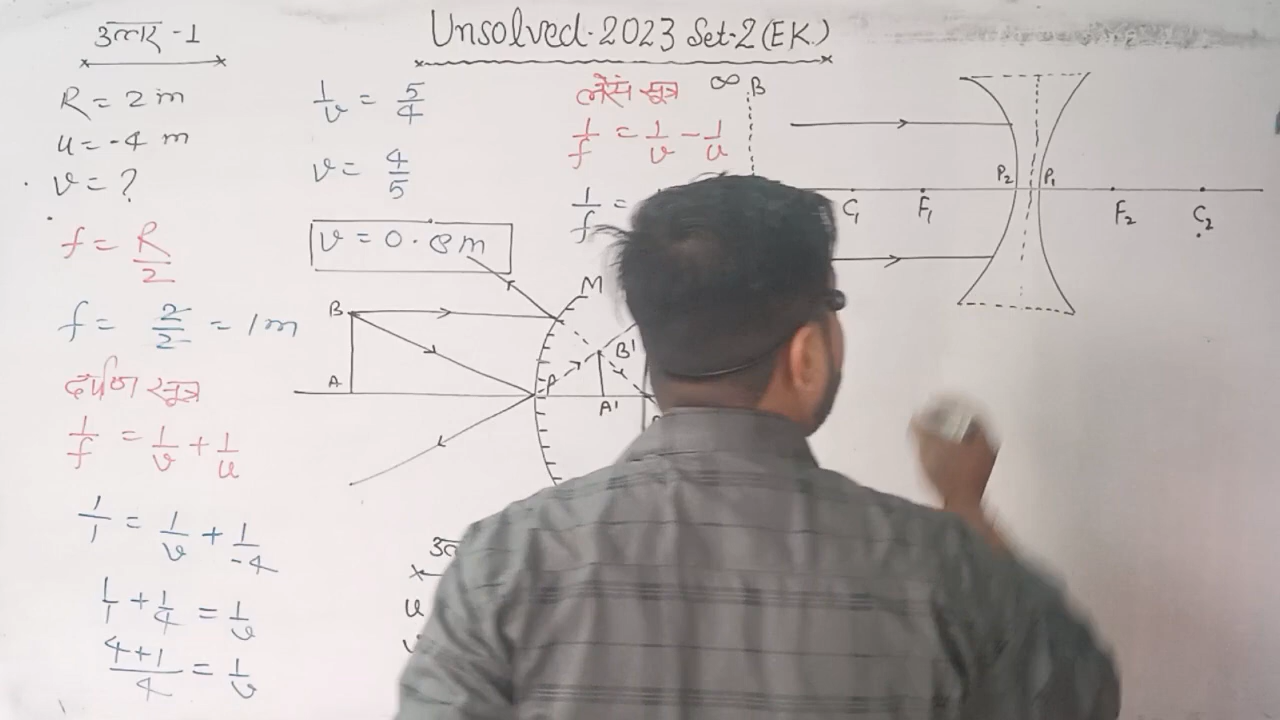 Unsolved-2023 Set-2 (EK.)
उत्तर -1
R = 2 m
u = -4 m
v = ?
f = R/2
f = 2/2 = 1m
दर्पण सूत्र
1/f = 1/v + 1/u
1/1 = 1/v + 1/-4
1/1 + 1/4 = 1/v
4+1/4 = 1/v
1/v = 5/4
v = 4/5
v = 0.8m
B
A
M
P
B'
A'
लेंस सूत्र
1/f = 1/v - 1/u
1/f =
u
∞ B
P₂ P₁
C₁ F₁ F₂ C₂